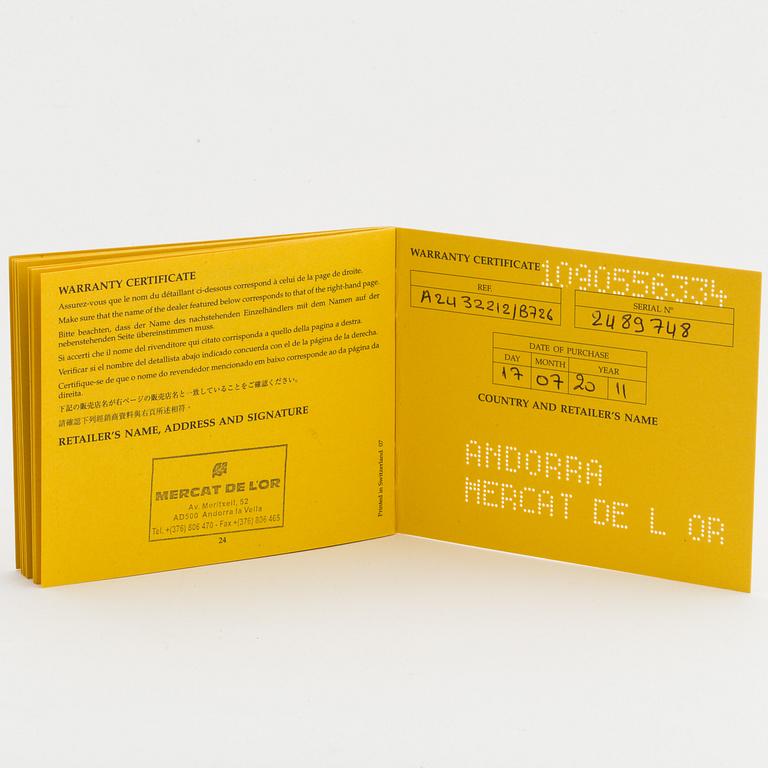 WARRANTY CERTIFICATE
Assurez-vous que le nom du détaillant ci-dessous correspond à celui de la page de droite.
Make sure that the name of the dealer featured below corresponds to that of the right-hand page.
Bitte beachten, dass der Name des nachstehenden Einzelhändlers mit dem Namen auf der
nebenstehenden Seite übereinstimmen muss.
Si accerti che il nome del rivenditore qui citato corrisponda a quello della pagina a destra.
Verificar si el nombre del detallista abajo indicado concuerda con el de la página de la derecha.
Certifique-se de que o nome do revendedor mencionado em baixo corresponde ao da página da
direita.
下記の販売店名が右ページの販売店名と一致していることをご確認ください。
請確認下列經銷商資料與右頁所述相符。
RETAILER'S NAME, ADDRESS AND SIGNATURE
MERCAT DE L'OR
Av. Meritxell, 52
AD500 Andorra la Vella
Tel. +(376) 806 470 - Fax +(376) 806 465
24
Printed in Switzerland 07
WARRANTY CERTIFICATE 1090556334
REF.
A2432212/B726
SERIAL N°
2489748
DATE OF PURCHASE
DAY MONTH YEAR
17 07 20 11
COUNTRY AND RETAILER'S NAME
ANDORRA
MERCAT DE L OR